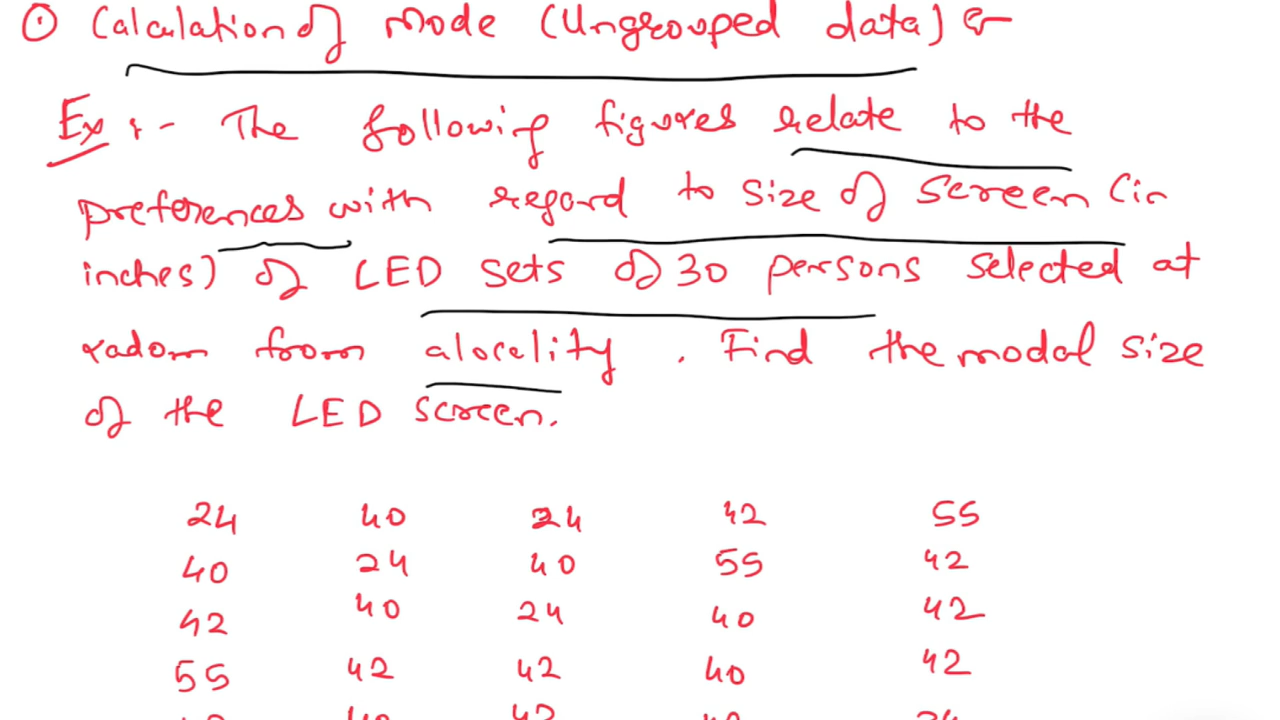 ① Calculation of mode (Ungrouped data) :-
Ex :- The following figures relate to the
preferences with regard to size of screen (in
inches) of LED sets of 30 persons selected at
radom from a locality. Find the modal size
of the LED screen.
24 40 24 42 55
40 24 40 55 42
42 40 24 40 42
55 42 42 40 42